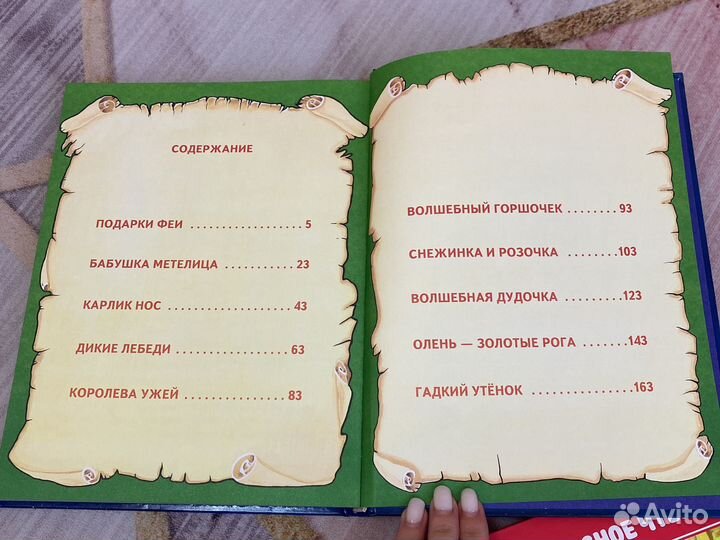 СОДЕРЖАНИЕ
ПОДАРКИ ФЕИ .................. 5
БАБУШКА МЕТЕЛИЦА ........... 23
КАРЛИК НОС .................... 43
ДИКИЕ ЛЕБЕДИ ................. 63
КОРОЛЕВА УЖЕЙ ................ 83
ВОЛШЕБНЫЙ ГОРШОЧЕК ........ 93
СНЕЖИНКА И РОЗОЧКА ........ 103
ВОЛШЕБНАЯ ДУДОЧКА ......... 123
ОЛЕНЬ — ЗОЛОТЫЕ РОГА ....... 143
ГАДКИЙ УТЁНОК ............... 163
Avito